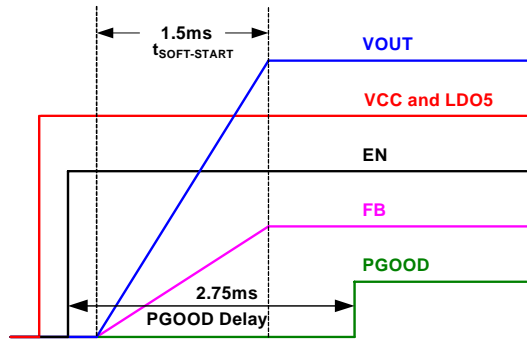 1.5ms
tSOFT-START
VOUT
VCC and LDO5
EN
FB
PGOOD
2.75ms
PGOOD Delay